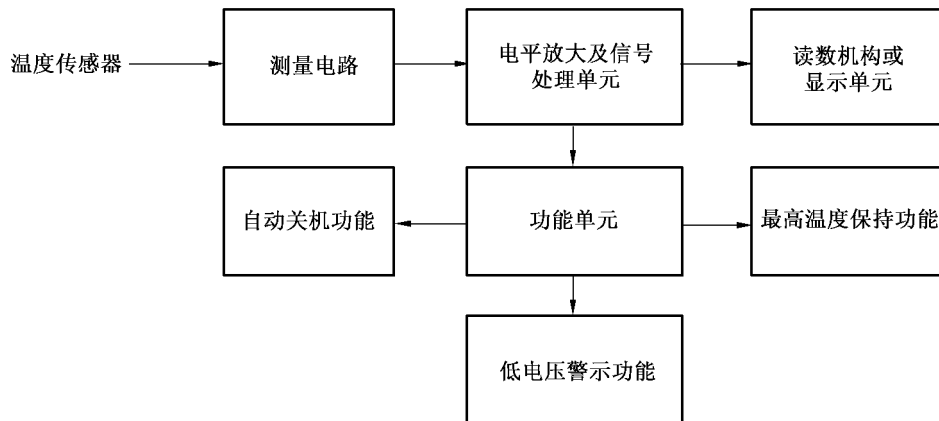 温度传感器
测量电路
电平放大及信号
处理单元
读数机构或
显示单元
自动关机功能
功能单元
最高温度保持功能
低电压警示功能